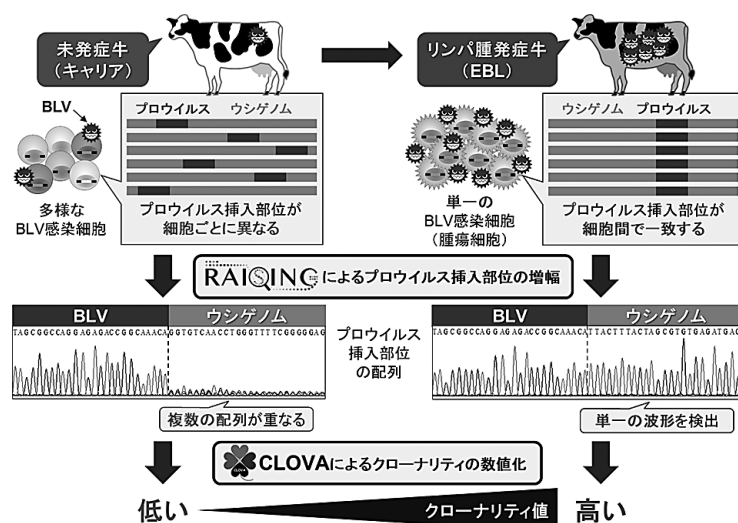 未発症牛
(キャリア)
リンパ腫発症牛
(EBL)
BLV
プロウイルス ウシゲノム
多様な
BLV感染細胞
プロウイルス挿入部位が
細胞ごとに異なる
ウシゲノム プロウイルス
単一の
BLV感染細胞
(腫瘍細胞)
プロウイルス挿入部位が
細胞間で一致する
RAISINGによるプロウイルス挿入部位の増幅
BLV ウシゲノム
TAGCGGCCAGGAGAGACCGGCAAACAGGTGTCAACCTGGGTTTTCGGGGGAG
複数の配列が重なる
プロウイルス
挿入部位
の配列
BLV ウシゲノム
TAGCGGCCAGGAGAGACCGGCAAACATTACTTTACTAGCGTGTGAGATGAC
単一の波形を検出
CLOVA
CLOVAによるクローナリティの数値化
低い
クローナリティ値
高い